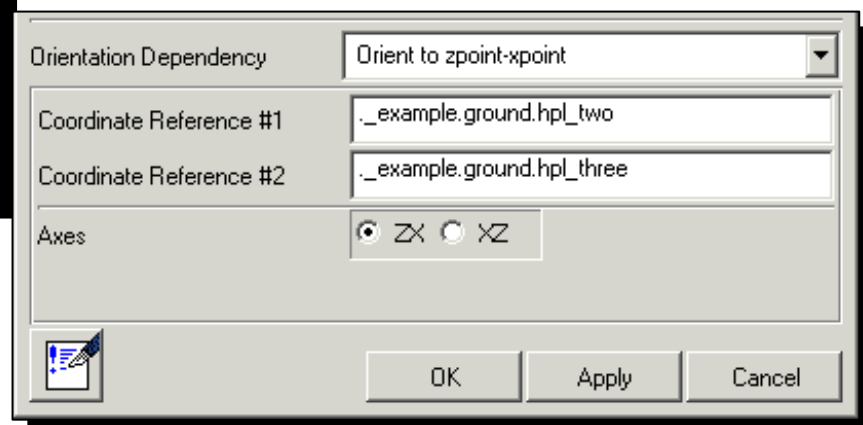 Orientation Dependency Orient to zpoint-xpoint
Coordinate Reference #1 ._example.ground.hpl_two
Coordinate Reference #2 ._example.ground.hpl_three
Axes ZX XZ
OK Apply Cancel